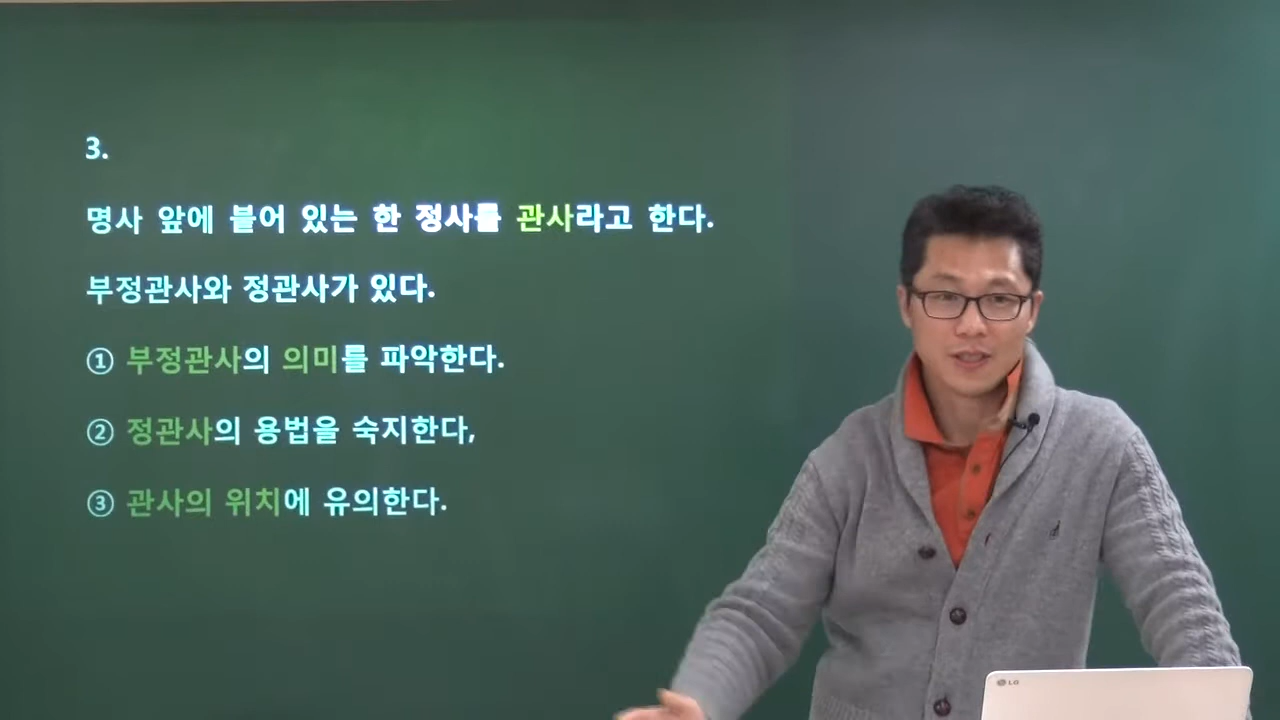 3.
명사 앞에 붙어 있는 한 정사를 관사라고 한다.
부정관사와 정관사가 있다.
① 부정관사의 의미를 파악한다.
② 정관사의 용법을 숙지한다,
③ 관사의 위치에 유의한다.
LG